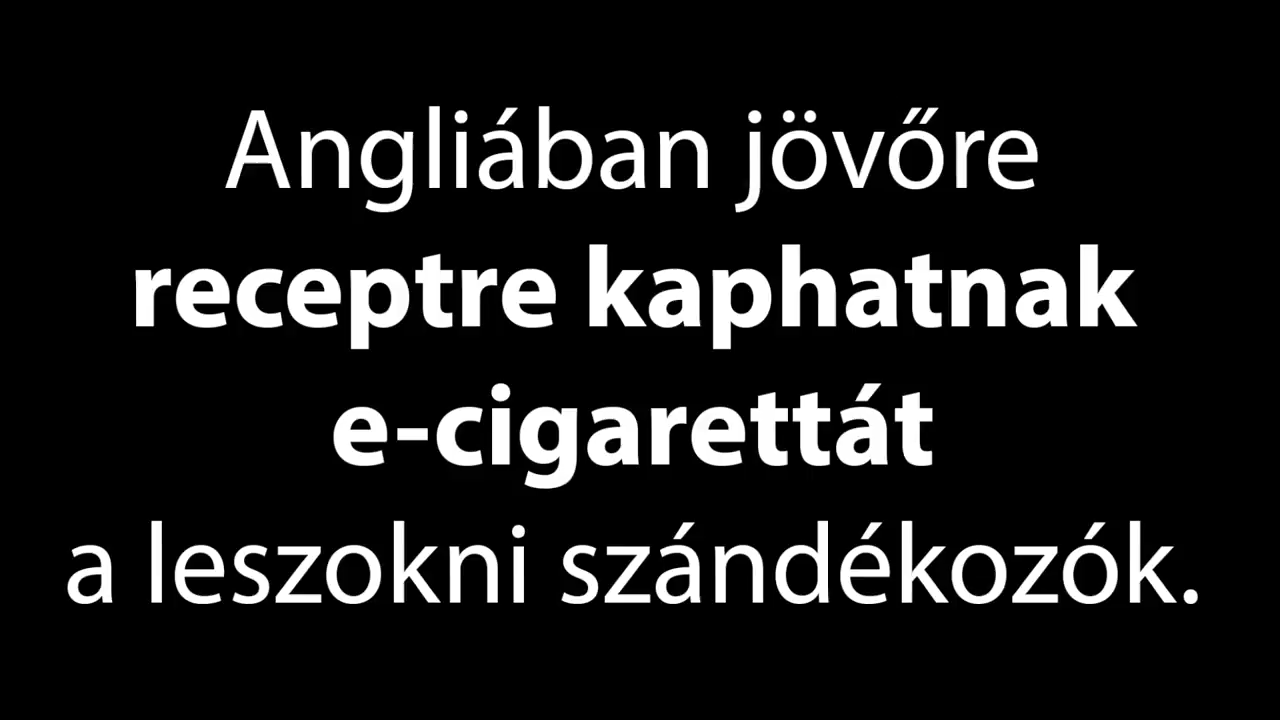 Angliában jövőre
receptre kaphatnak
e-cigarettát
a leszokni szándékozók.